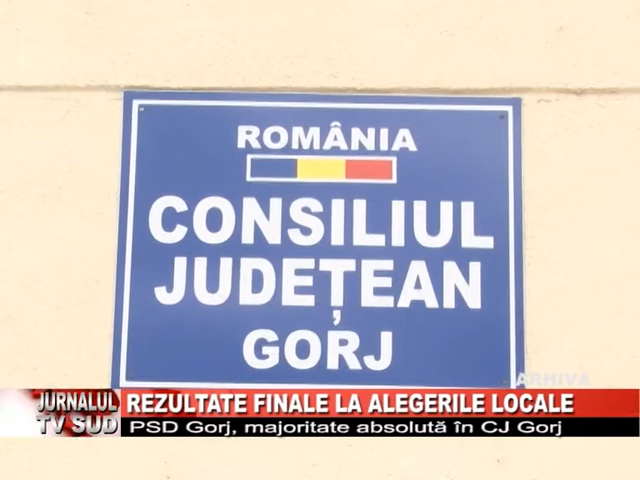 ROMÂNIA
CONSILIUL
JUDEȚEAN
GORJ
ARHIVA
JURNALUL
TV SUD
REZULTATE FINALE LA ALEGERILE LOCALE
PSD Gorj, majoritate absolută în CJ Gorj